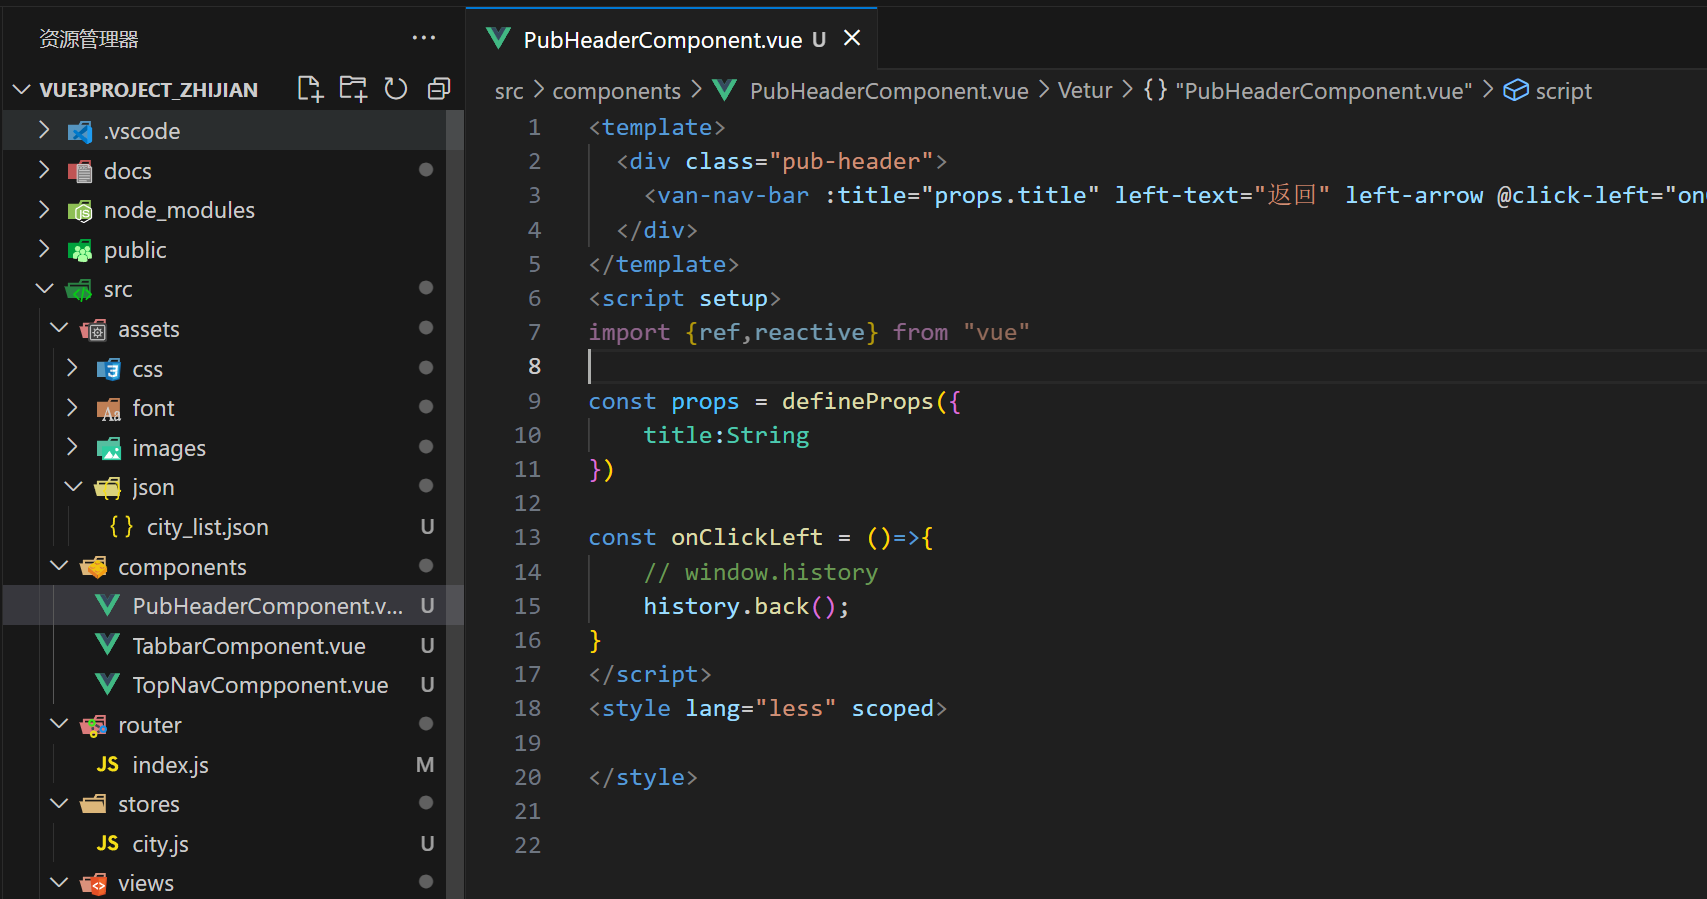 资源管理器 ···
VUE3PROJECT_ZHIJIAN
.vscode
docs
node_modules
public
src
assets
css
font
images
json
city_list.json U
components
PubHeaderComponent.v... U
TabbarComponent.vue U
TopNavCompponent.vue U
router
index.js M
stores
city.js U
views
PubHeaderComponent.vue U
src > components > PubHeaderComponent.vue > Vetur > {} "PubHeaderComponent.vue" > script
1 <template>
2 <div class="pub-header">
3 <van-nav-bar :title="props.title" left-text="返回" left-arrow @click-left="on
4 </div>
5 </template>
6 <script setup>
7 import {ref,reactive} from "vue"
8
9 const props = defineProps({
10 title:String
11 })
12
13 const onClickLeft = ()=>{
14 // window.history
15 history.back();
16 }
17 </script>
18 <style lang="less" scoped>
19
20 </style>
21
22